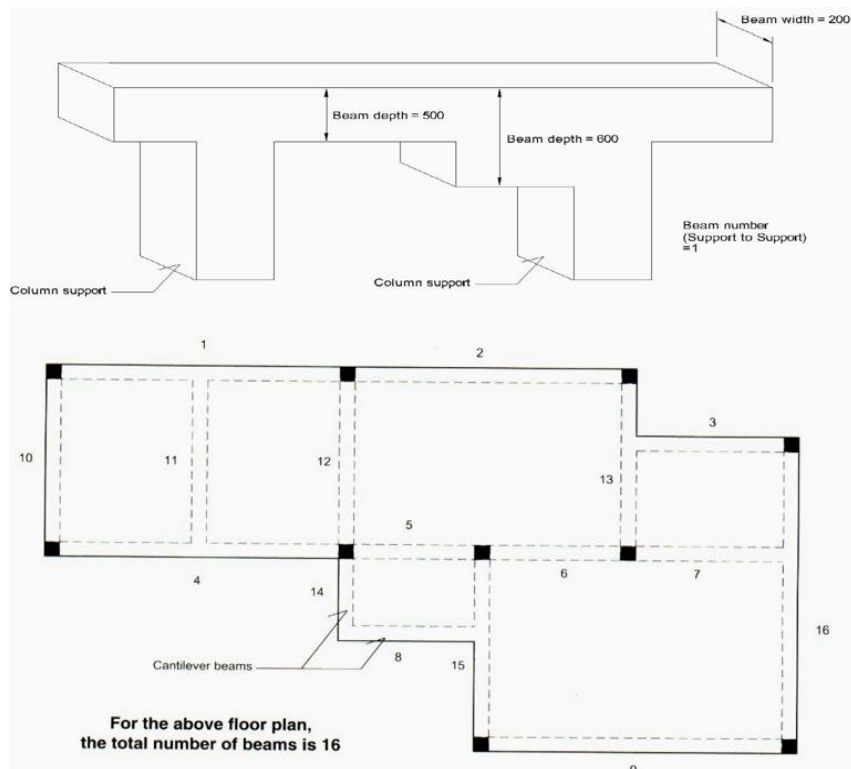 Beam width = 200
Beam depth = 500
Beam depth = 600
Beam number
(Support to Support)
=1
Column support
Column support
1
2
3
10
11
12
13
5
4
14
6
7
16
Cantilever beams
8
15
For the above floor plan,
the total number of beams is 16